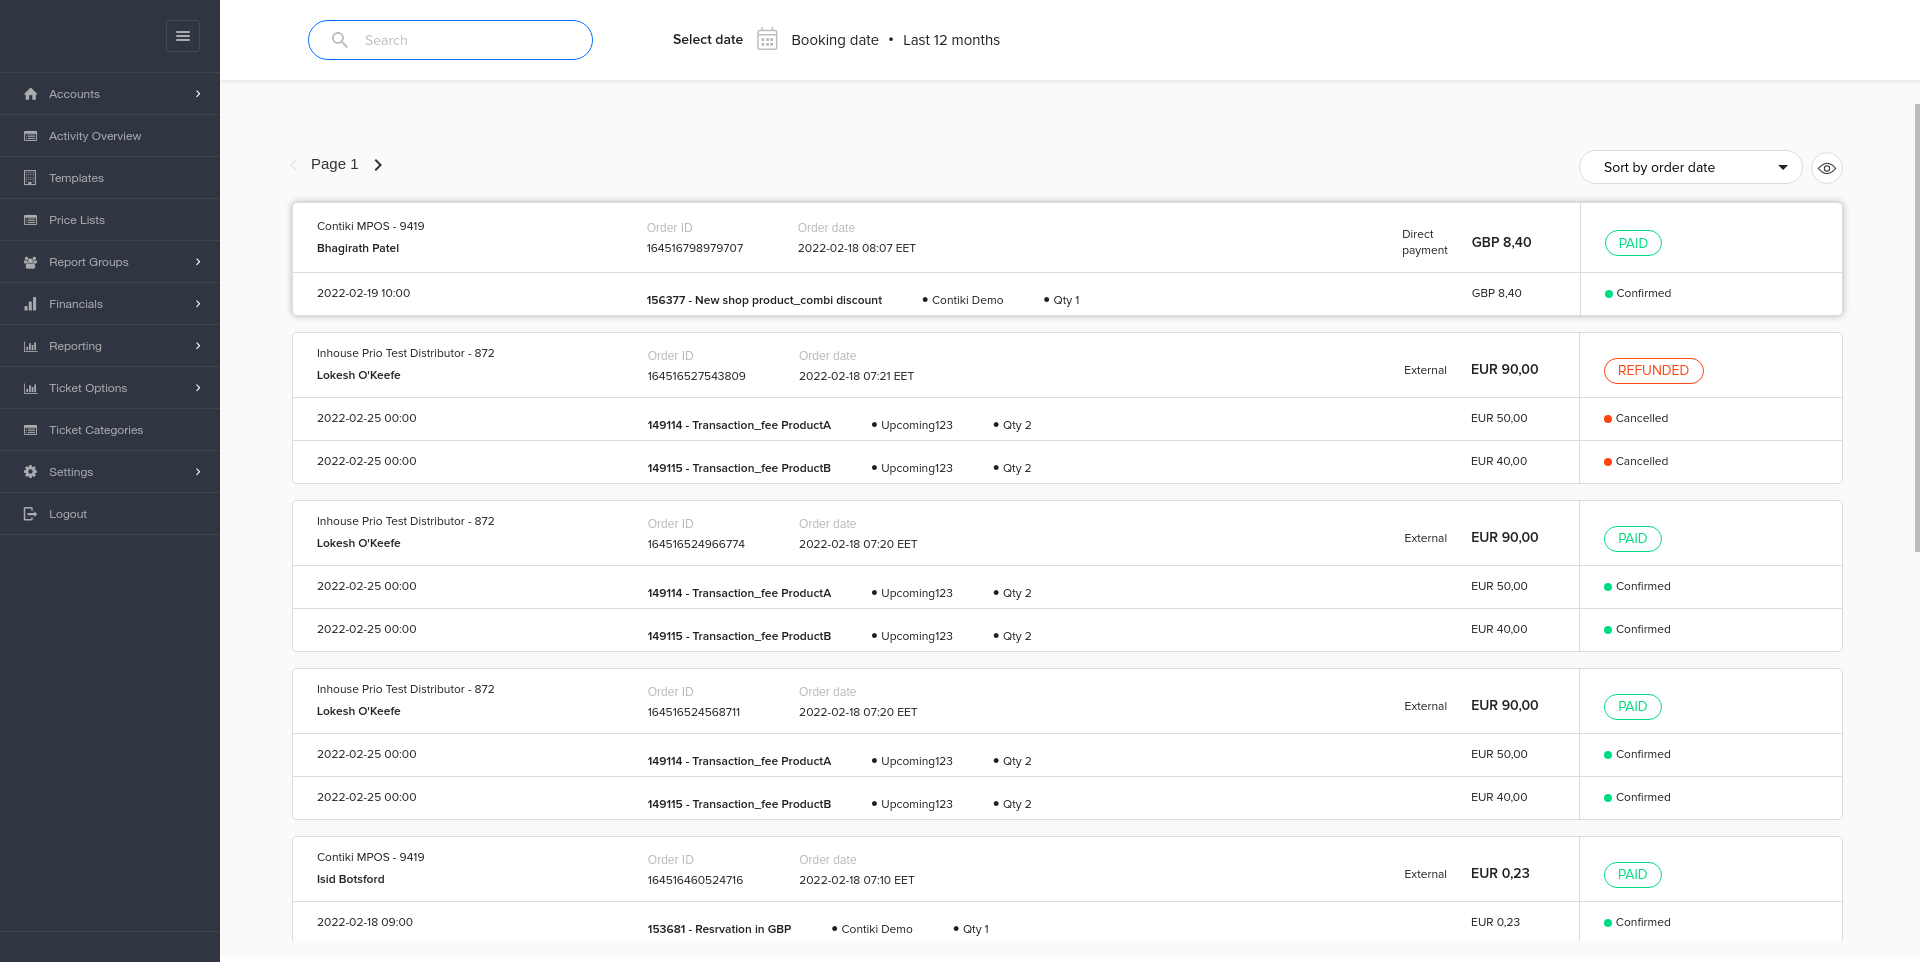 Search
Select date Booking date • Last 12 months
Accounts
Activity Overview
Templates
Price Lists
Report Groups
Financials
Reporting
Ticket Options
Ticket Categories
Settings
Logout
Page 1
Sort by order date
Contiki MPOS - 9419 Order ID Order date Direct payment GBP 8,40 PAID
Bhagirath Patel 164516798979707 2022-02-18 08:07 EET
2022-02-19 10:00 156377 - New shop product_combi discount • Contiki Demo • Qty 1 GBP 8,40 Confirmed
Inhouse Prio Test Distributor - 872 Order ID Order date External EUR 90,00 REFUNDED
Lokesh O'Keefe 164516527543809 2022-02-18 07:21 EET
2022-02-25 00:00 149114 - Transaction_fee ProductA • Upcoming123 • Qty 2 EUR 50,00 Cancelled
2022-02-25 00:00 149115 - Transaction_fee ProductB • Upcoming123 • Qty 2 EUR 40,00 Cancelled
Inhouse Prio Test Distributor - 872 Order ID Order date External EUR 90,00 PAID
Lokesh O'Keefe 164516524966774 2022-02-18 07:20 EET
2022-02-25 00:00 149114 - Transaction_fee ProductA • Upcoming123 • Qty 2 EUR 50,00 Confirmed
2022-02-25 00:00 149115 - Transaction_fee ProductB • Upcoming123 • Qty 2 EUR 40,00 Confirmed
Inhouse Prio Test Distributor - 872 Order ID Order date External EUR 90,00 PAID
Lokesh O'Keefe 164516524568711 2022-02-18 07:20 EET
2022-02-25 00:00 149114 - Transaction_fee ProductA • Upcoming123 • Qty 2 EUR 50,00 Confirmed
2022-02-25 00:00 149115 - Transaction_fee ProductB • Upcoming123 • Qty 2 EUR 40,00 Confirmed
Contiki MPOS - 9419 Order ID Order date External EUR 0,23 PAID
Isid Botsford 164516460524716 2022-02-18 07:10 EET
2022-02-18 09:00 153681 - Resrvation in GBP • Contiki Demo • Qty 1 EUR 0,23 Confirmed